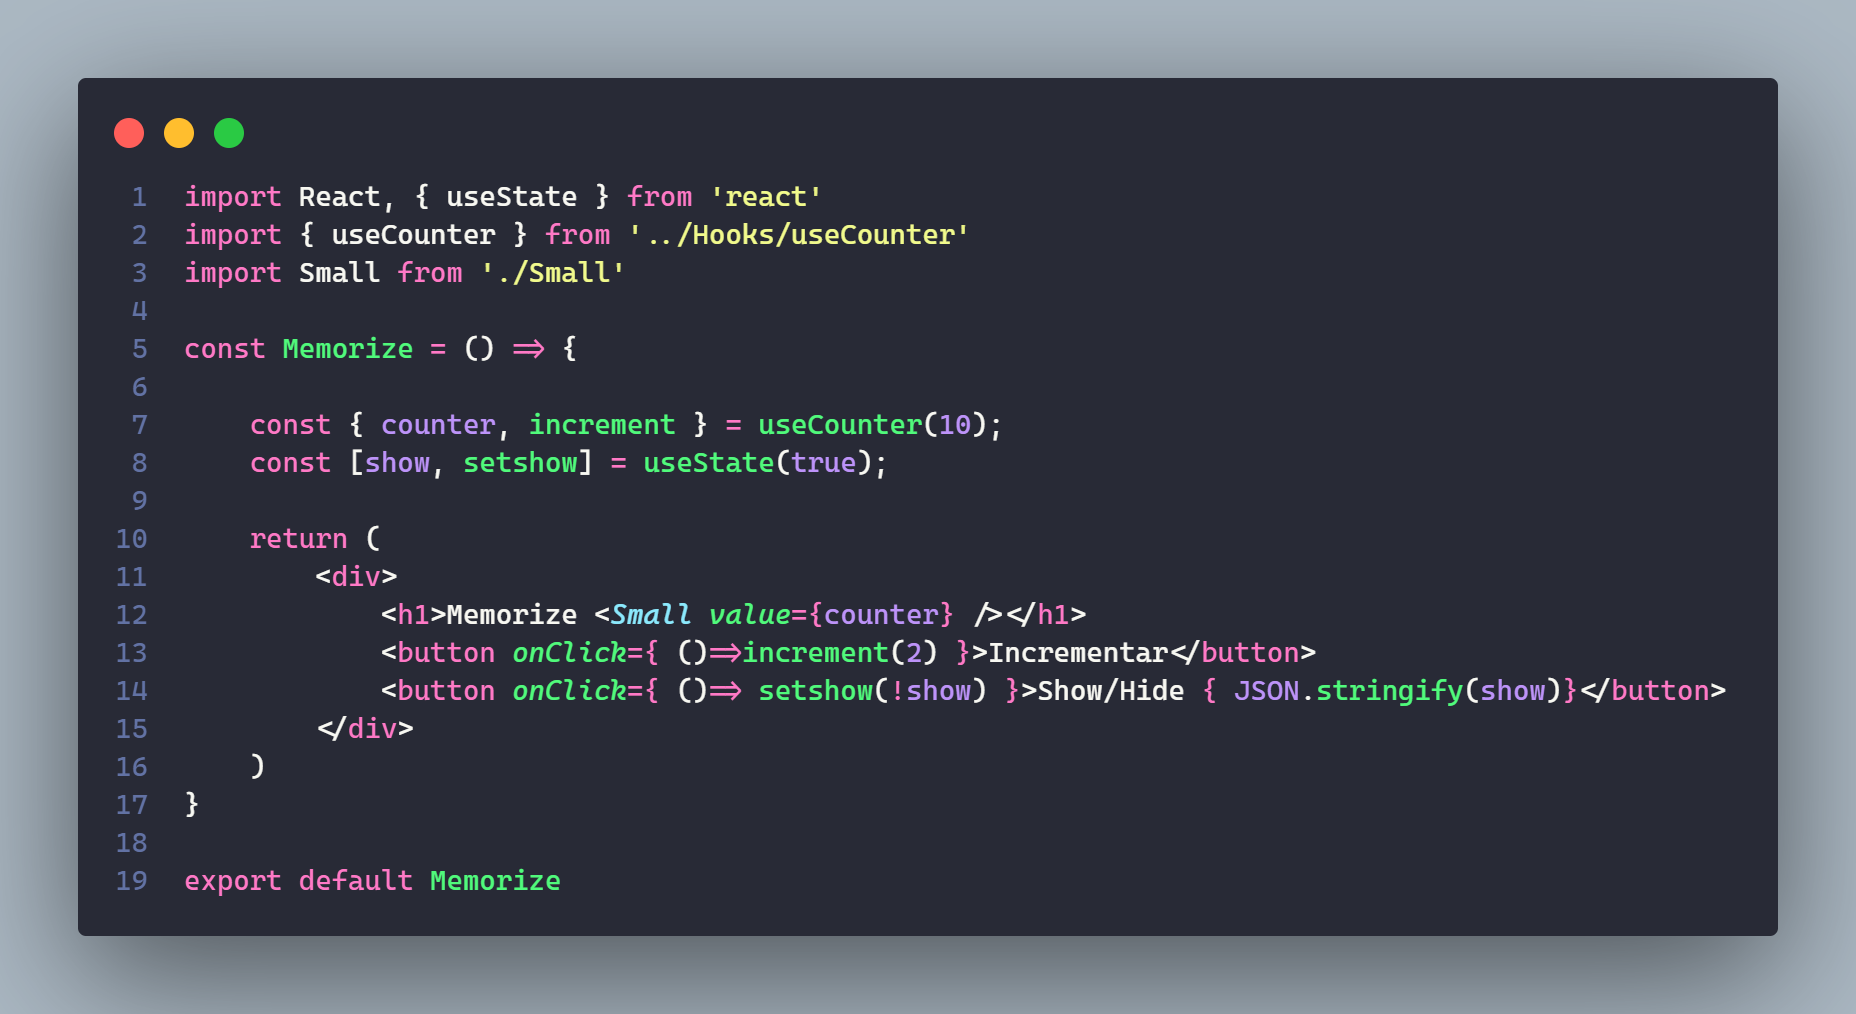 1 import React, { useState } from 'react'
2 import { useCounter } from '../Hooks/useCounter'
3 import Small from './Small'
4
5 const Memorize = () => {
6
7     const { counter, increment } = useCounter(10);
8     const [show, setshow] = useState(true);
9
10     return (
11         <div>
12             <h1>Memorize <Small value={counter} /></h1>
13             <button onClick={ ()=>increment(2) }>Incrementar</button>
14             <button onClick={ ()=> setshow(!show) }>Show/Hide { JSON.stringify(show)}</button>
15         </div>
16     )
17 }
18
19 export default Memorize